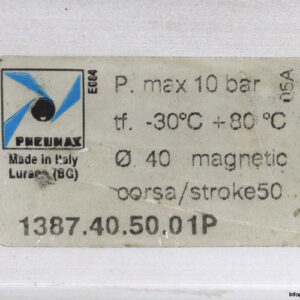 P. max 10 bar
tf. -30°C +80°C
Ø 40 magnetic
corsa/stroke50
1387.40.50.01P
E084
05A
PNEUMAX
Made in Italy
Lurano (BG)